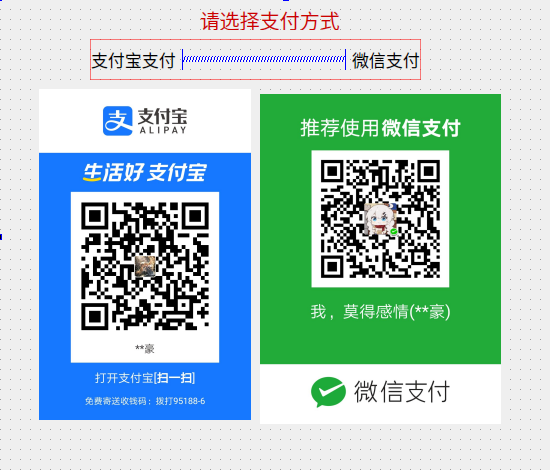 请选择支付方式
支付宝支付 微信支付
支付宝
ALIPAY
生活好 支付宝
**豪
打开支付宝[扫一扫]
免费寄送收钱码：拨打95188-6
推荐使用微信支付
我，莫得感情(**豪)
微信支付